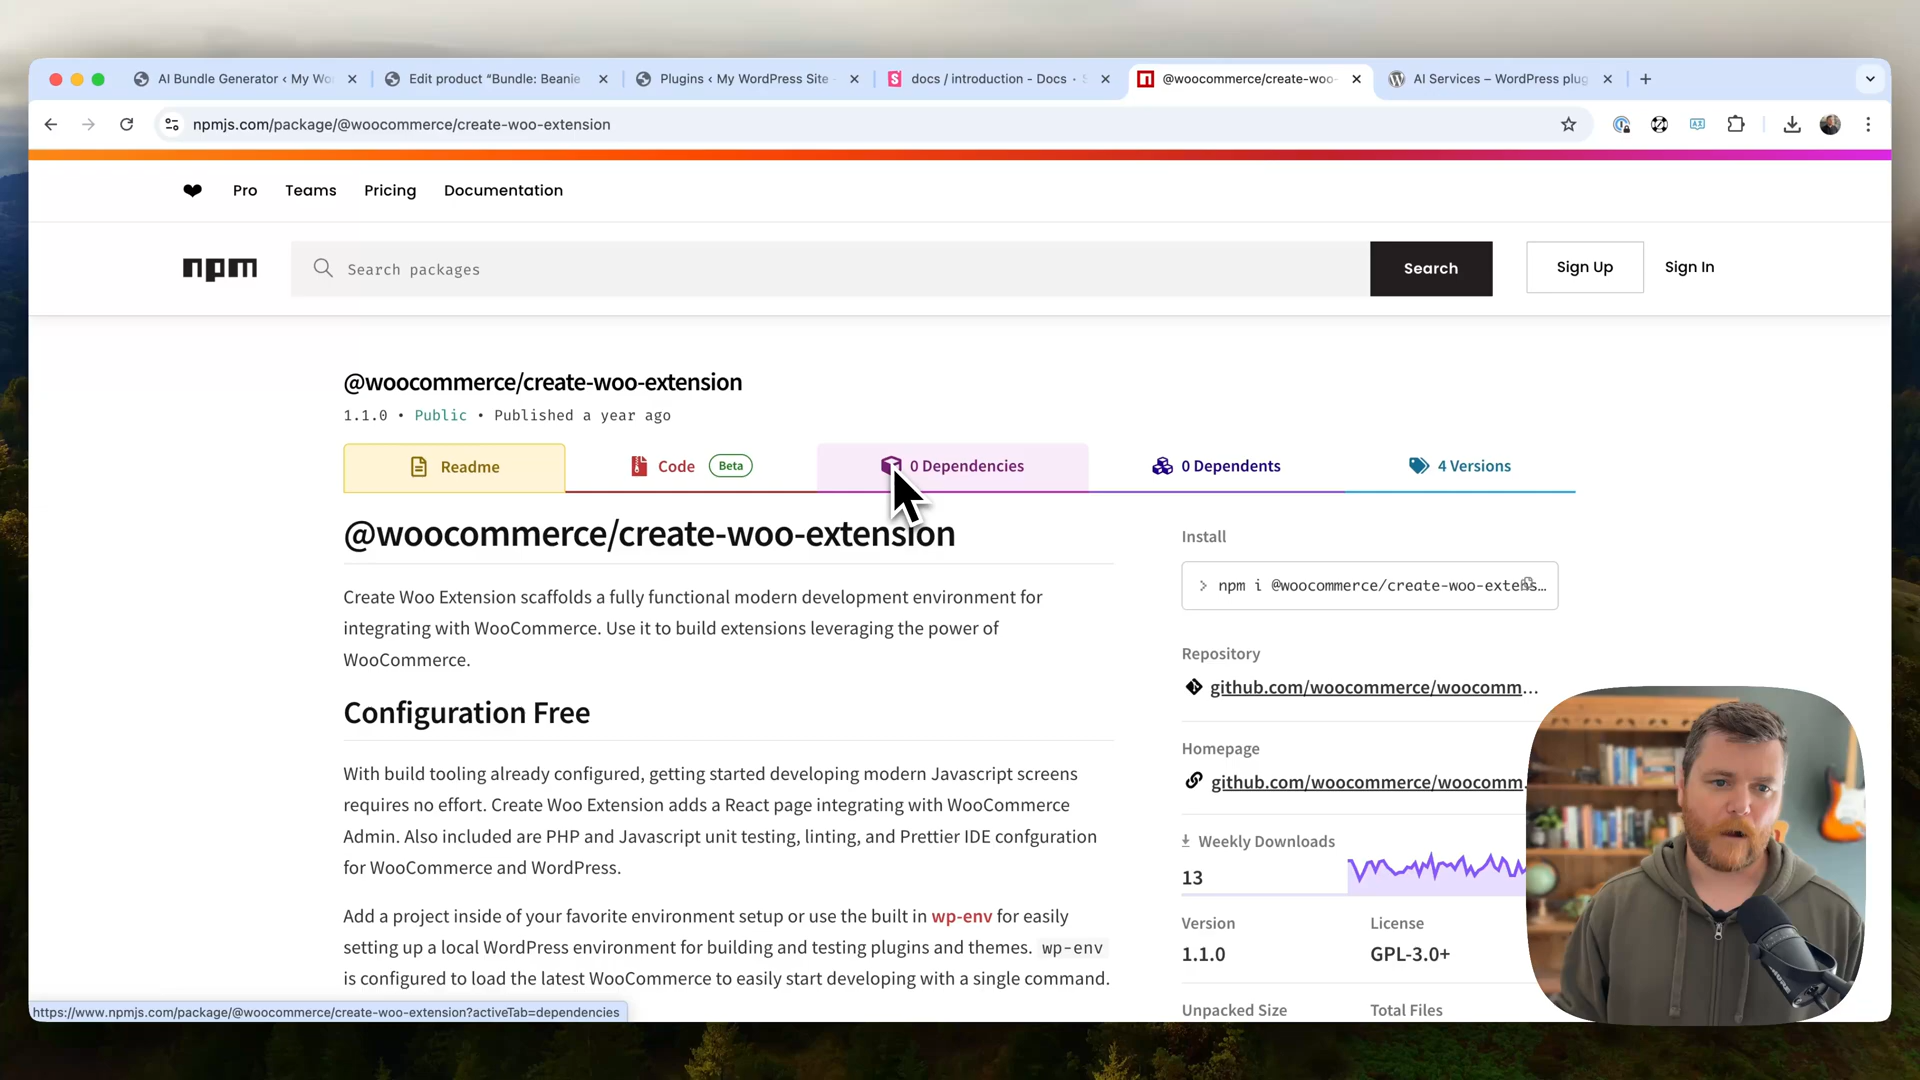 AI Bundle Generator ‹ My Wo
Edit product “Bundle: Beanie
Plugins ‹ My WordPress Site -
docs / introduction - Docs ·
@woocommerce/create-woo-
AI Services – WordPress plug
npmjs.com/package/@woocommerce/create-woo-extension
Pro
Teams
Pricing
Documentation
npm
Search packages
Search
Sign Up
Sign In
@woocommerce/create-woo-extension
1.1.0 • Public • Published a year ago
Readme
Code
Beta
0 Dependencies
0 Dependents
4 Versions
@woocommerce/create-woo-extension
Create Woo Extension scaffolds a fully functional modern development environment for
integrating with WooCommerce. Use it to build extensions leveraging the power of
WooCommerce.
Configuration Free
With build tooling already configured, getting started developing modern Javascript screens
requires no effort. Create Woo Extension adds a React page integrating with WooCommerce
Admin. Also included are PHP and Javascript unit testing, linting, and Prettier IDE confguration
for WooCommerce and WordPress.
Add a project inside of your favorite environment setup or use the built in wp-env for easily
setting up a local WordPress environment for building and testing plugins and themes. wp-env
is configured to load the latest WooCommerce to easily start developing with a single command.
Install
> npm i @woocommerce/create-woo-extens…
Repository
github.com/woocommerce/woocomm…
Homepage
github.com/woocommerce/woocomm
Weekly Downloads
13
Version
1.1.0
License
GPL-3.0+
Unpacked Size
Total Files
https://www.npmjs.com/package/@woocommerce/create-woo-extension?activeTab=dependencies